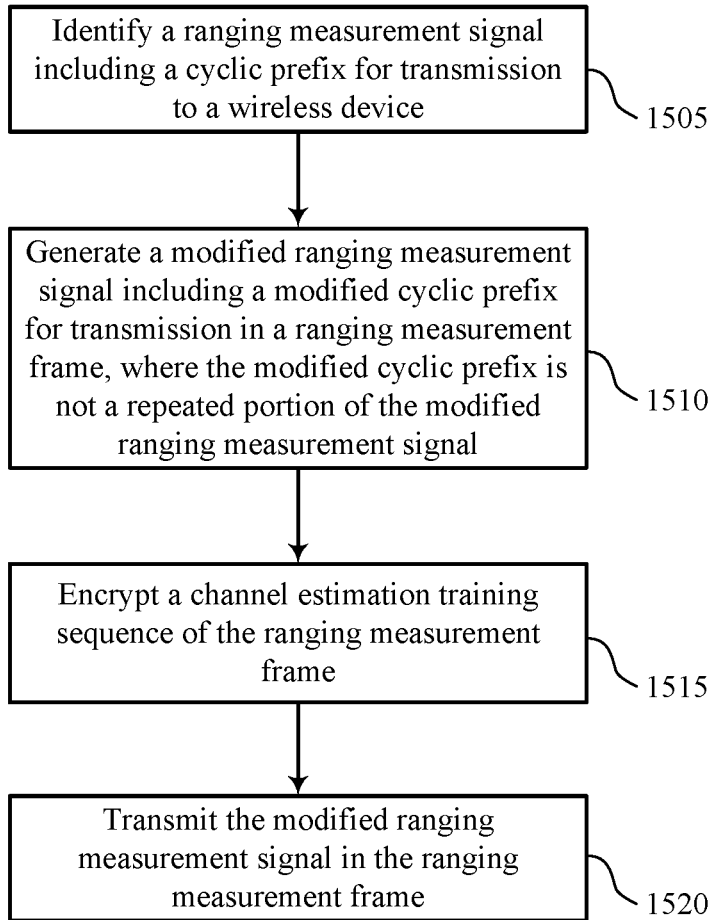 Identify a ranging measurement signal
including a cyclic prefix for transmission
to a wireless device
1505
Generate a modified ranging measurement
signal including a modified cyclic prefix
for transmission in a ranging measurement
frame, where the modified cyclic prefix is
not a repeated portion of the modified
ranging measurement signal
1510
Encrypt a channel estimation training
sequence of the ranging measurement
frame
1515
Transmit the modified ranging
measurement signal in the ranging
measurement frame
1520